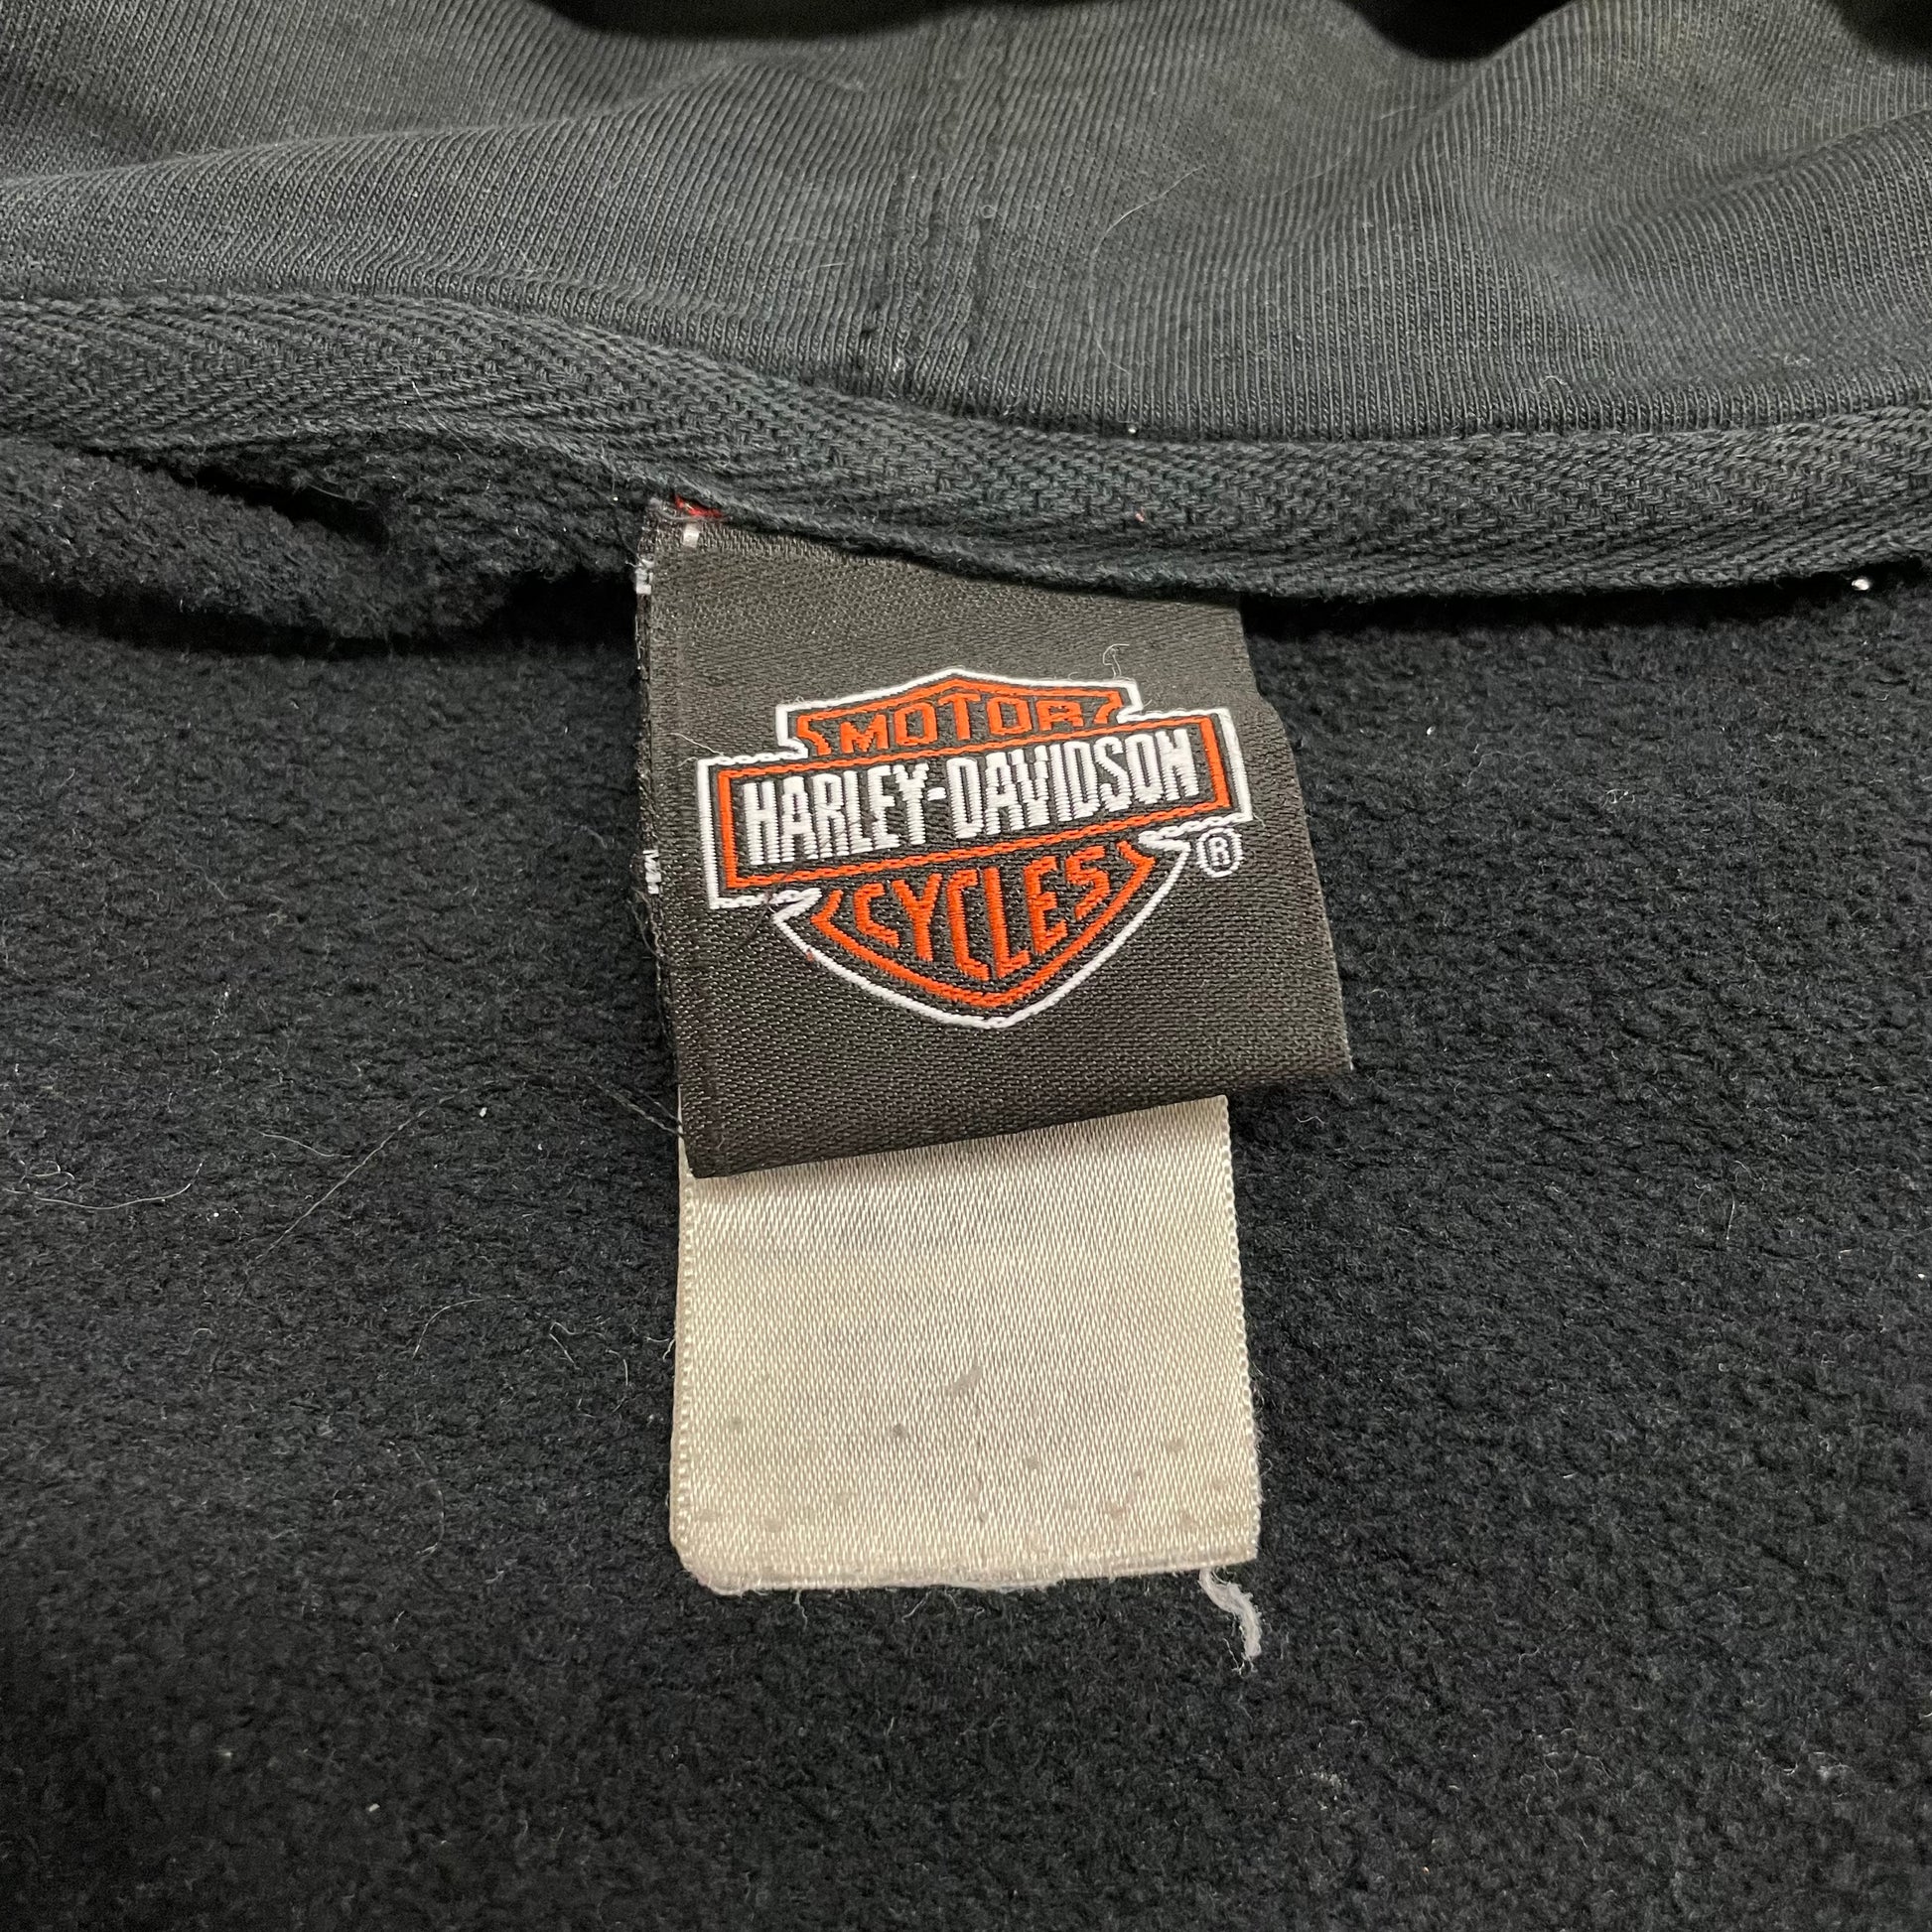 MOTOR
HARLEY-DAVIDSON
®
CYCLES